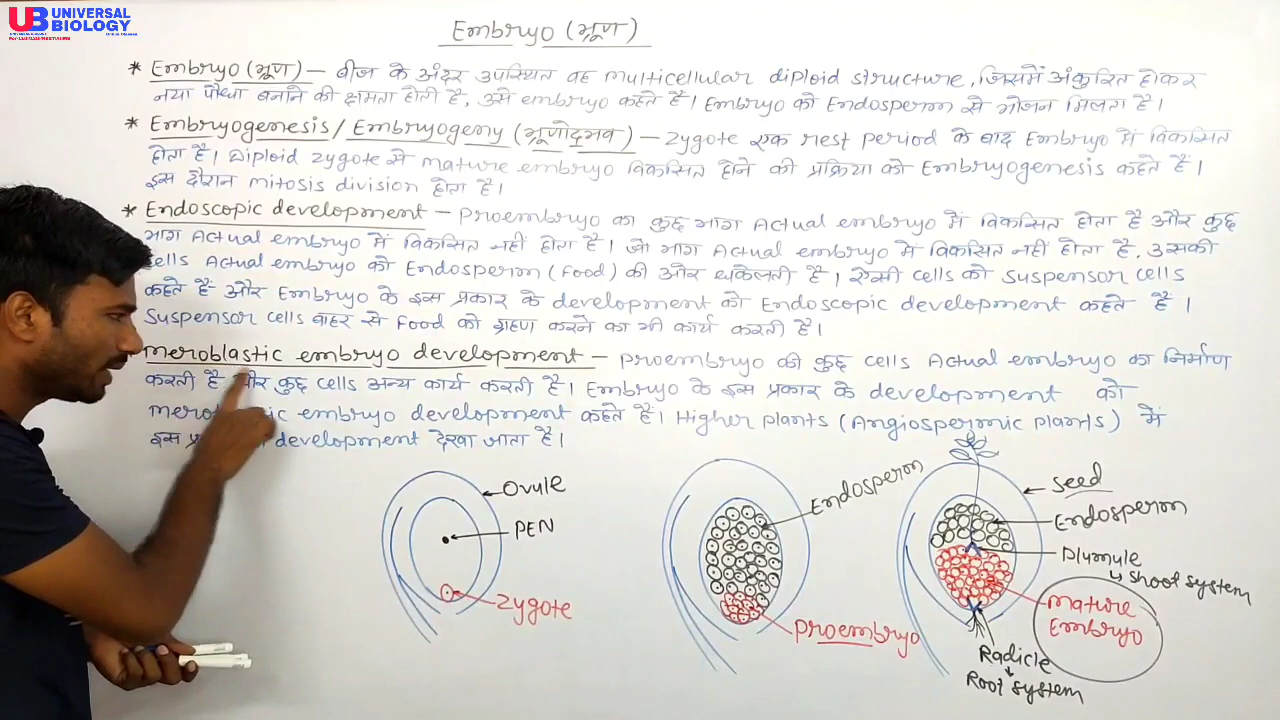 UB UNIVERSAL BIOLOGY
Embryo (भ्रूण)
* Embryo (भ्रूण) – बीज के अंदर उपस्थित वह multicellular diploid structure, जिसमें अंकुरित होकर
नया पौधा बनाने की क्षमता होती है, उसे embryo कहते है। Embryo को Endosperm से भोजन मिलता है।
* Embryogenesis / Embryogeny (भ्रूणोद्भव) – Zygote एक rest period के बाद Embryo में विकसित
होता है। Diploid zygote से mature embryo विकसित होने की प्रक्रिया को Embryogenesis कहते है।
इस दौरान mitosis division होता है।
* Endoscopic development – Proembryo का कुछ भाग Actual embryo में विकसित होता है और कुछ
भाग Actual embryo में विकसित नहीं होता है। जो भाग Actual embryo में विकसित नहीं होता है, उसकी
cells Actual embryo को Endosperm (Food) की और धकेलती है। ऐसी cells को suspensor cells
कहते हैं और Embryo के इस प्रकार के development को Endoscopic development कहते है।
Suspensor cells बाहर से Food को ग्रहण करने का भी कार्य करती है।
meroblastic embryo development – Proembryo की कुछ cells Actual embryo का निर्माण
करती है और कुछ cells अन्य कार्य करती है। Embryo के इस प्रकार के development को
embryo development कहते है। Higher plants (Angiospermic plants) में
इस development देखा जाता है।
Ovule
PEN
Zygote
Endosperm
Proembryo
Seed
Endosperm
Plumule
↳ Shoot system
Mature
Embryo
Radicle
↓
Root system